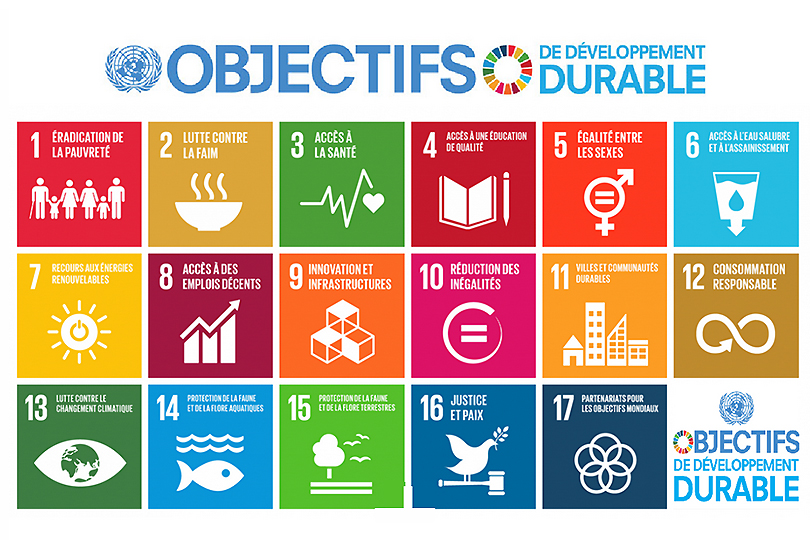 OBJECTIFS
DE DÉVELOPPEMENT
DURABLE
1 ÉRADICATION DE
LA PAUVRETÉ
2 LUTTE CONTRE
LA FAIM
3 ACCÈS À
LA SANTÉ
4 ACCÈS À UNE ÉDUCATION
DE QUALITÉ
5 ÉGALITÉ ENTRE
LES SEXES
6 ACCÈS À L'EAU SALUBRE
ET À L'ASSAINISSEMENT
7 RECOURS AUX ÉNERGIES
RENOUVELABLES
8 ACCÈS À DES
EMPLOIS DÉCENTS
9 INNOVATION ET
INFRASTRUCTURES
10 RÉDUCTION DES
INÉGALITÉS
11 VILLES ET COMMUNAUTÉS
DURABLES
12 CONSOMMATION
RESPONSABLE
13 LUTTE CONTRE LE
CHANGEMENT CLIMATIQUE
14 PROTECTION DE LA FAUNE
ET DE LA FLORE AQUATIQUES
15 PROTECTION DE LA FAUNE
ET DE LA FLORE TERRESTRES
16 JUSTICE
ET PAIX
17 PARTENARIATS POUR
LES OBJECTIFS MONDIAUX
OBJECTIFS
DE DÉVELOPPEMENT
DURABLE